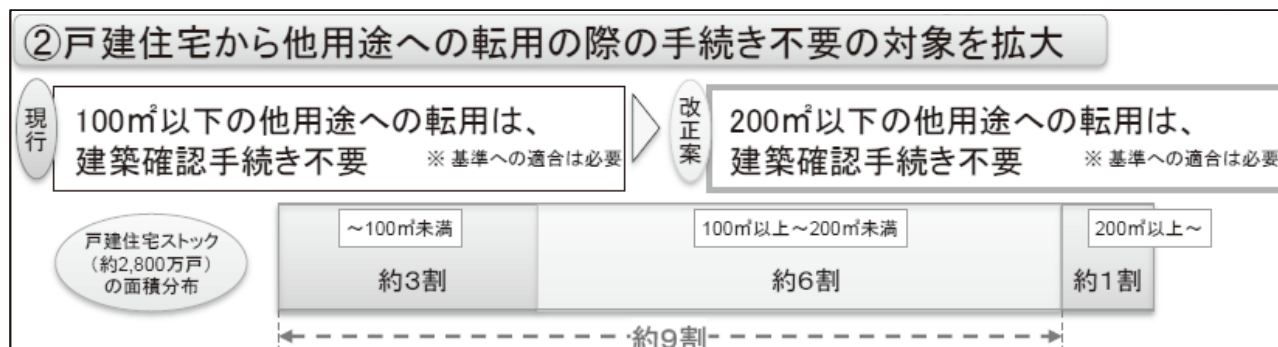 ②戸建住宅から他用途への転用の際の手続き不要の対象を拡大
現行
100㎡以下の他用途への転用は、
建築確認手続き不要 ※ 基準への適合は必要
改正案
200㎡以下の他用途への転用は、
建築確認手続き不要 ※ 基準への適合は必要
戸建住宅ストック
（約2,800万戸）
の面積分布
～100㎡未満
約3割
100㎡以上～200㎡未満
約6割
200㎡以上～
約1割
約9割